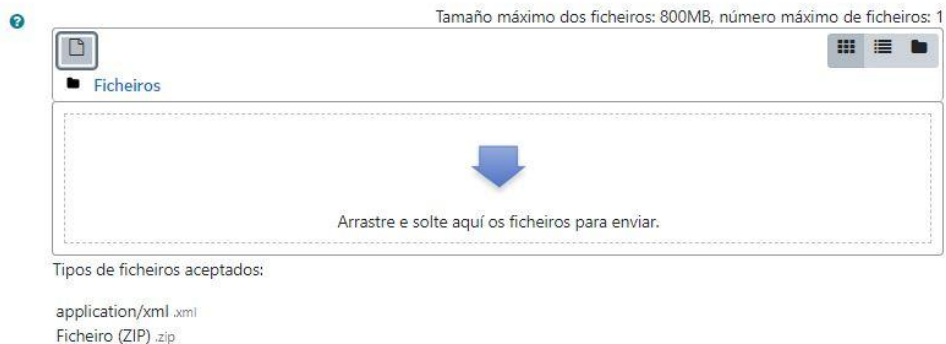 Tamaño máximo dos ficheiros: 800MB, número máximo de ficheiros: 1
Ficheiros
Arrastre e solte aquí os ficheiros para enviar.
Tipos de ficheiros aceptados:
application/xml .xml
Ficheiro (ZIP) .zip